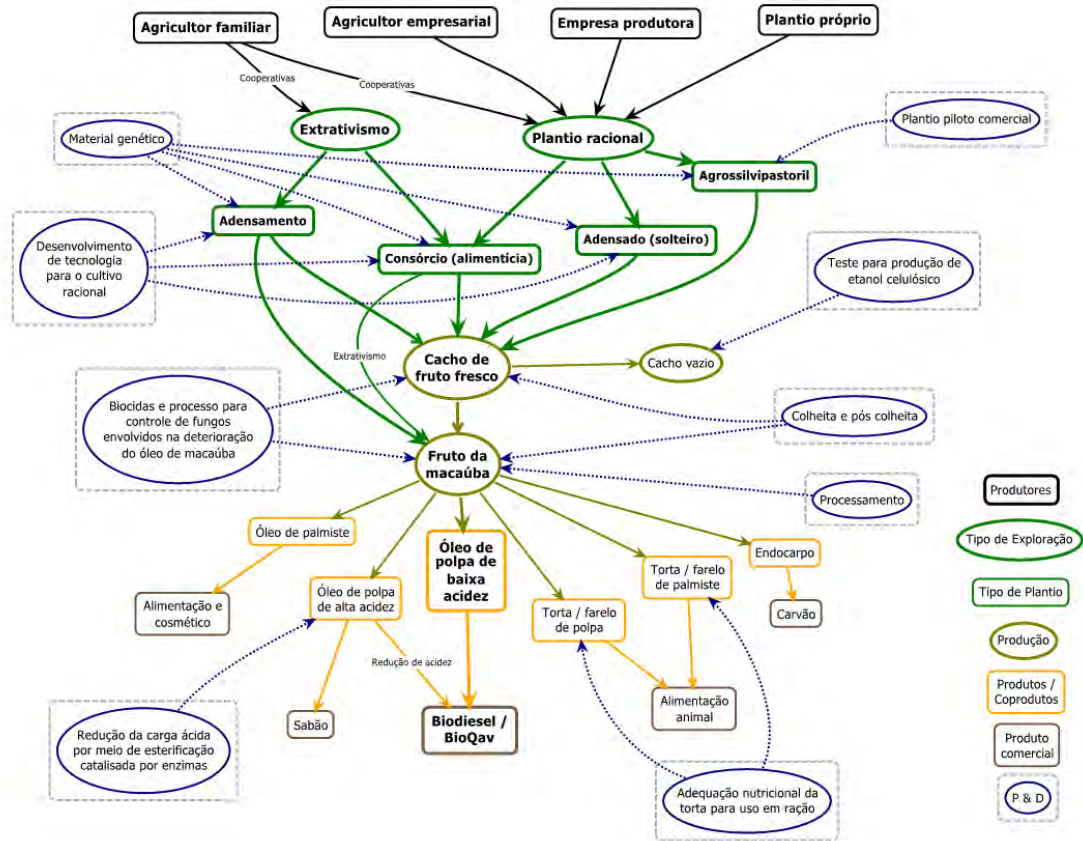 Agricultor familiar
Agricultor empresarial
Empresa produtora
Plantio próprio
Cooperativas
Cooperativas
Extrativismo
Plantio racional
Material genético
Plantio piloto comercial
Agrossilvipastoril
Adensamento
Adensado (solteiro)
Consórcio (alimentícia)
Desenvolvimento
de tecnologia
para o cultivo
racional
Teste para produção de
etanol celulósico
Extrativismo
Cacho de
fruto fresco
Cacho vazio
Biocidas e processo para
controle de fungos
envolvidos na deterioração
do óleo de macaúba
Colheita e pós colheita
Fruto da
macaúba
Processamento
Óleo de palmiste
Óleo de
polpa de
baixa
acidez
Endocarpo
Torta / farelo
de palmiste
Óleo de polpa
de alta acidez
Torta / farelo
de polpa
Alimentação e
cosmético
Carvão
Redução de acidez
Sabão
Biodiesel /
BioQav
Alimentação
animal
Redução da carga ácida
por meio de esterificação
catalisada por enzimas
Adequação nutricional da
torta para uso em ração
Produtores
Tipo de Exploração
Tipo de Plantio
Produção
Produtos /
Coprodutos
Produto
comercial
P & D